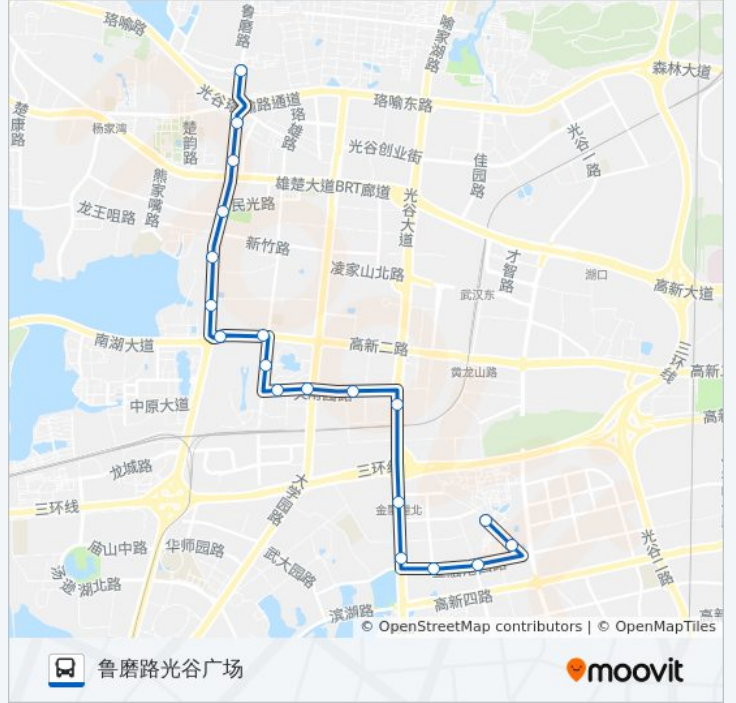 鲁磨路
珞喻路
喻家湖路
森林大道
光谷珞喻路通道
珞喻东路
楚康路
杨家湾
楚韵路
珞雄路
光谷创业街
光谷一路
佳园路
熊家嘴路
雄楚大道BRT廊道
光谷大道
龙王咀路
民光路
新竹路
凌家山北路
才智路
湖口
高新大道
武汉东
南湖大道
高新二路
三环线
黄龙山路
中原大道
龙城路
三环线
大学园路
三环线
光谷二路
庙山中路
华师园路
武大园路
汤逊湖北路
滨湖路
高新四路
© OpenStreetMap contributors | © OpenMapTiles
鲁磨路光谷广场
moovit